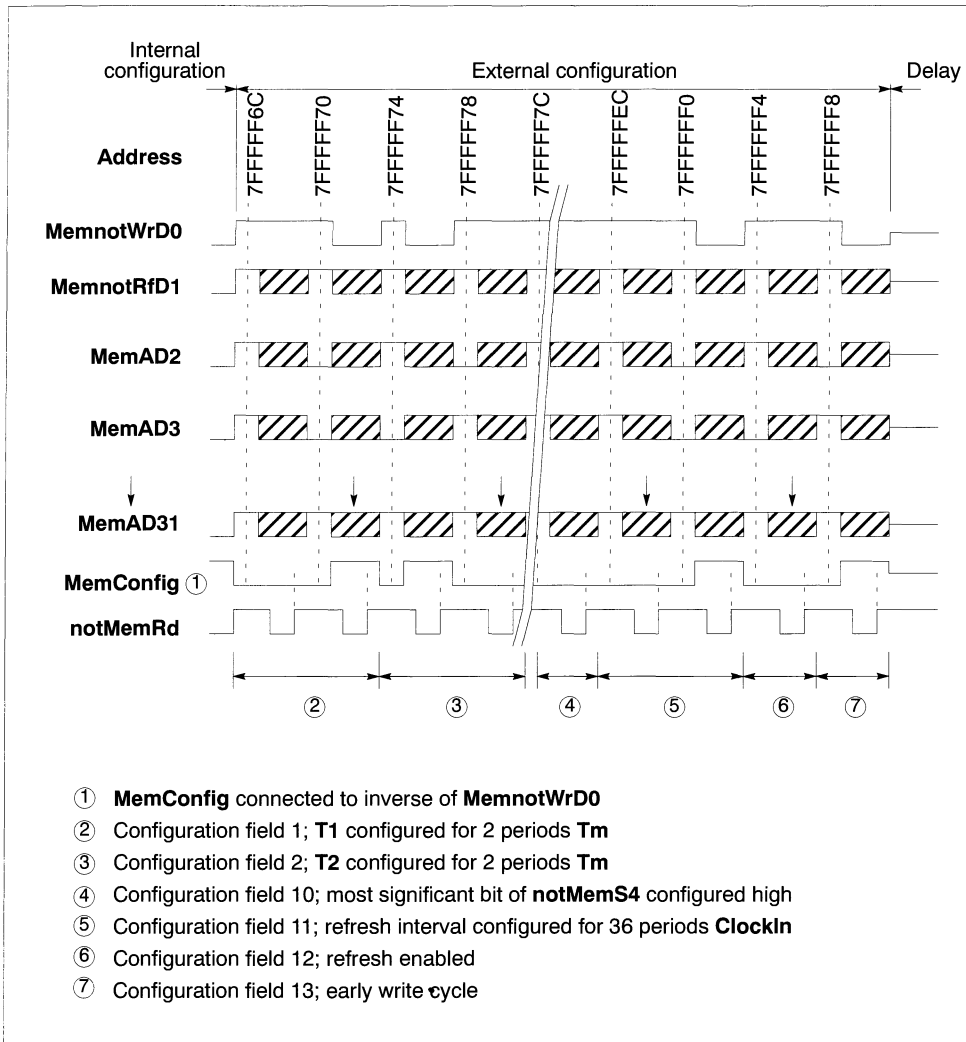 Internal
configuration
External configuration
Delay
Address
7FFFFF6C
7FFFFF70
7FFFFF74
7FFFFF78
7FFFFF7C
7FFFFFEC
7FFFFFF0
7FFFFFF4
7FFFFFF8
MemnotWrD0
MemnotRfD1
MemAD2
MemAD3
MemAD31
MemConfig ①
notMemRd
② ③ ④ ⑤ ⑥ ⑦
① MemConfig connected to inverse of MemnotWrD0
② Configuration field 1; T1 configured for 2 periods Tm
③ Configuration field 2; T2 configured for 2 periods Tm
④ Configuration field 10; most significant bit of notMemS4 configured high
⑤ Configuration field 11; refresh interval configured for 36 periods ClockIn
⑥ Configuration field 12; refresh enabled
⑦ Configuration field 13; early write cycle